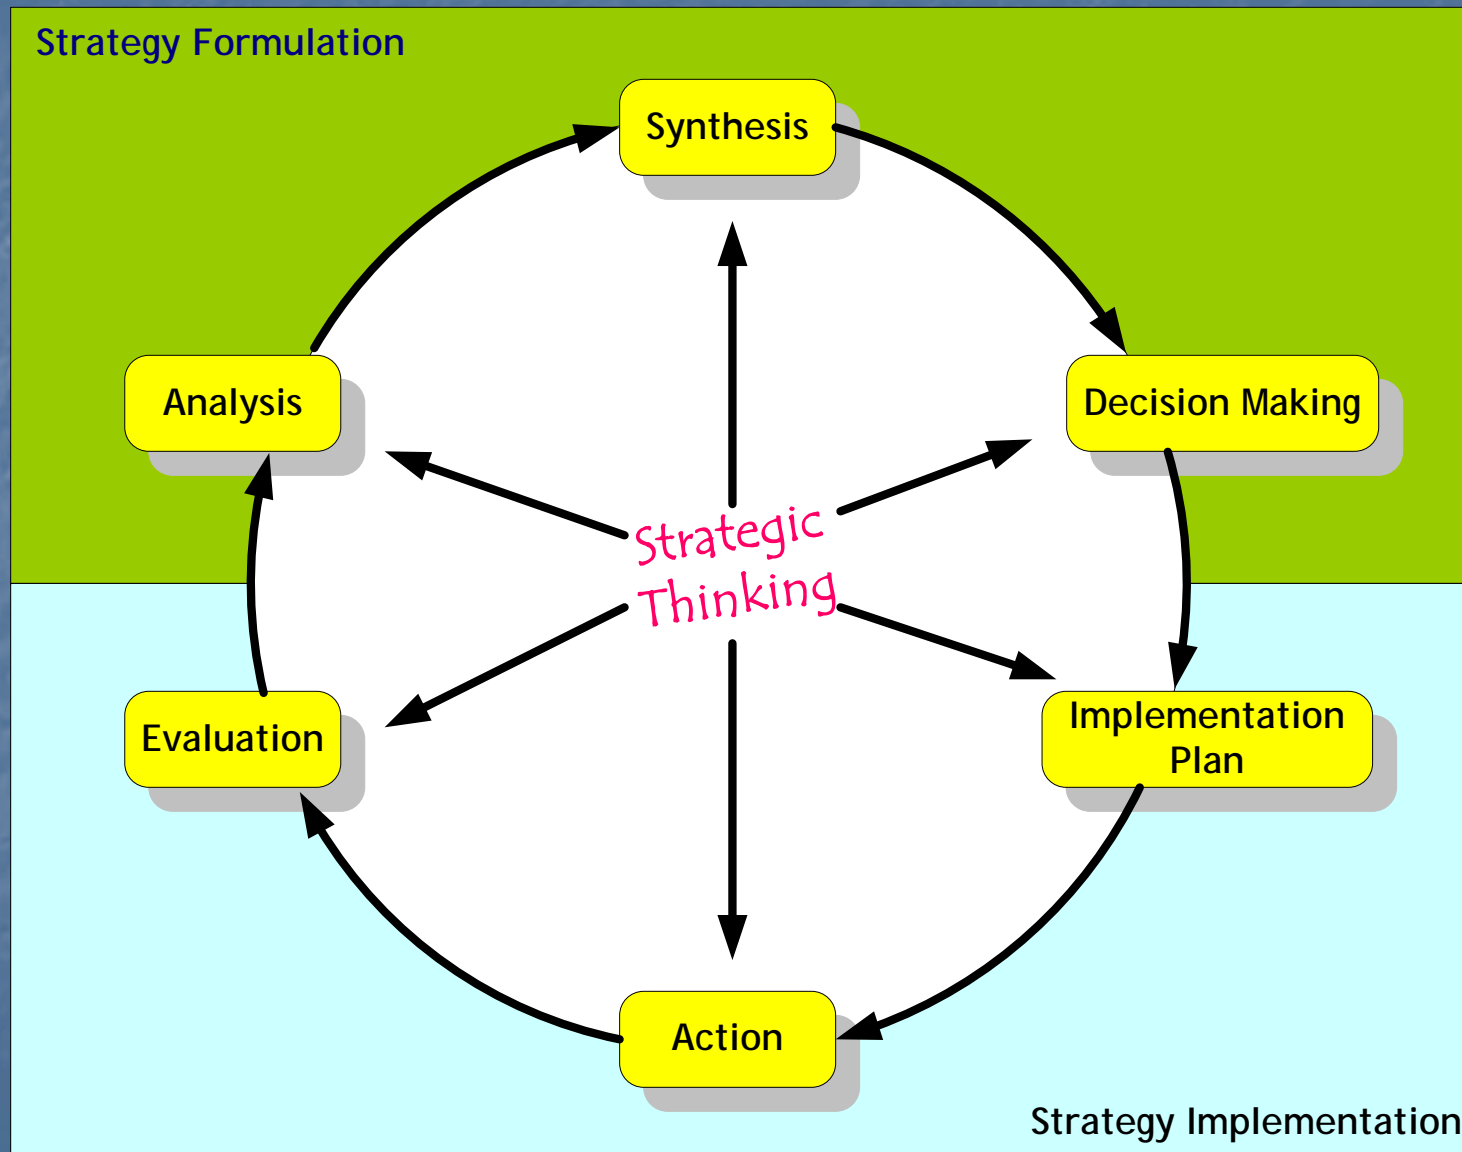 Strategy Formulation
Synthesis
Analysis
Decision Making
Strategic
Thinking
Evaluation
Implementation
Plan
Action
Strategy Implementation